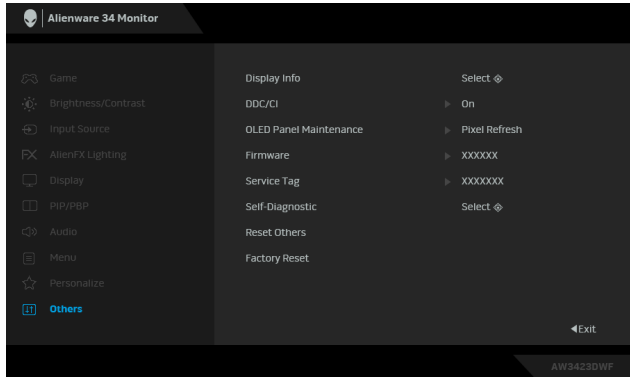 Alienware 34 Monitor
Game
Display Info Select
Brightness/Contrast
DDC/CI On
Input Source
OLED Panel Maintenance Pixel Refresh
AlienFX Lighting
Firmware XXXXXX
Display
Service Tag XXXXXXX
PIP/PBP
Self-Diagnostic Select
Audio
Reset Others
Menu
Factory Reset
Personalize
Others
Exit
AW3423DWF